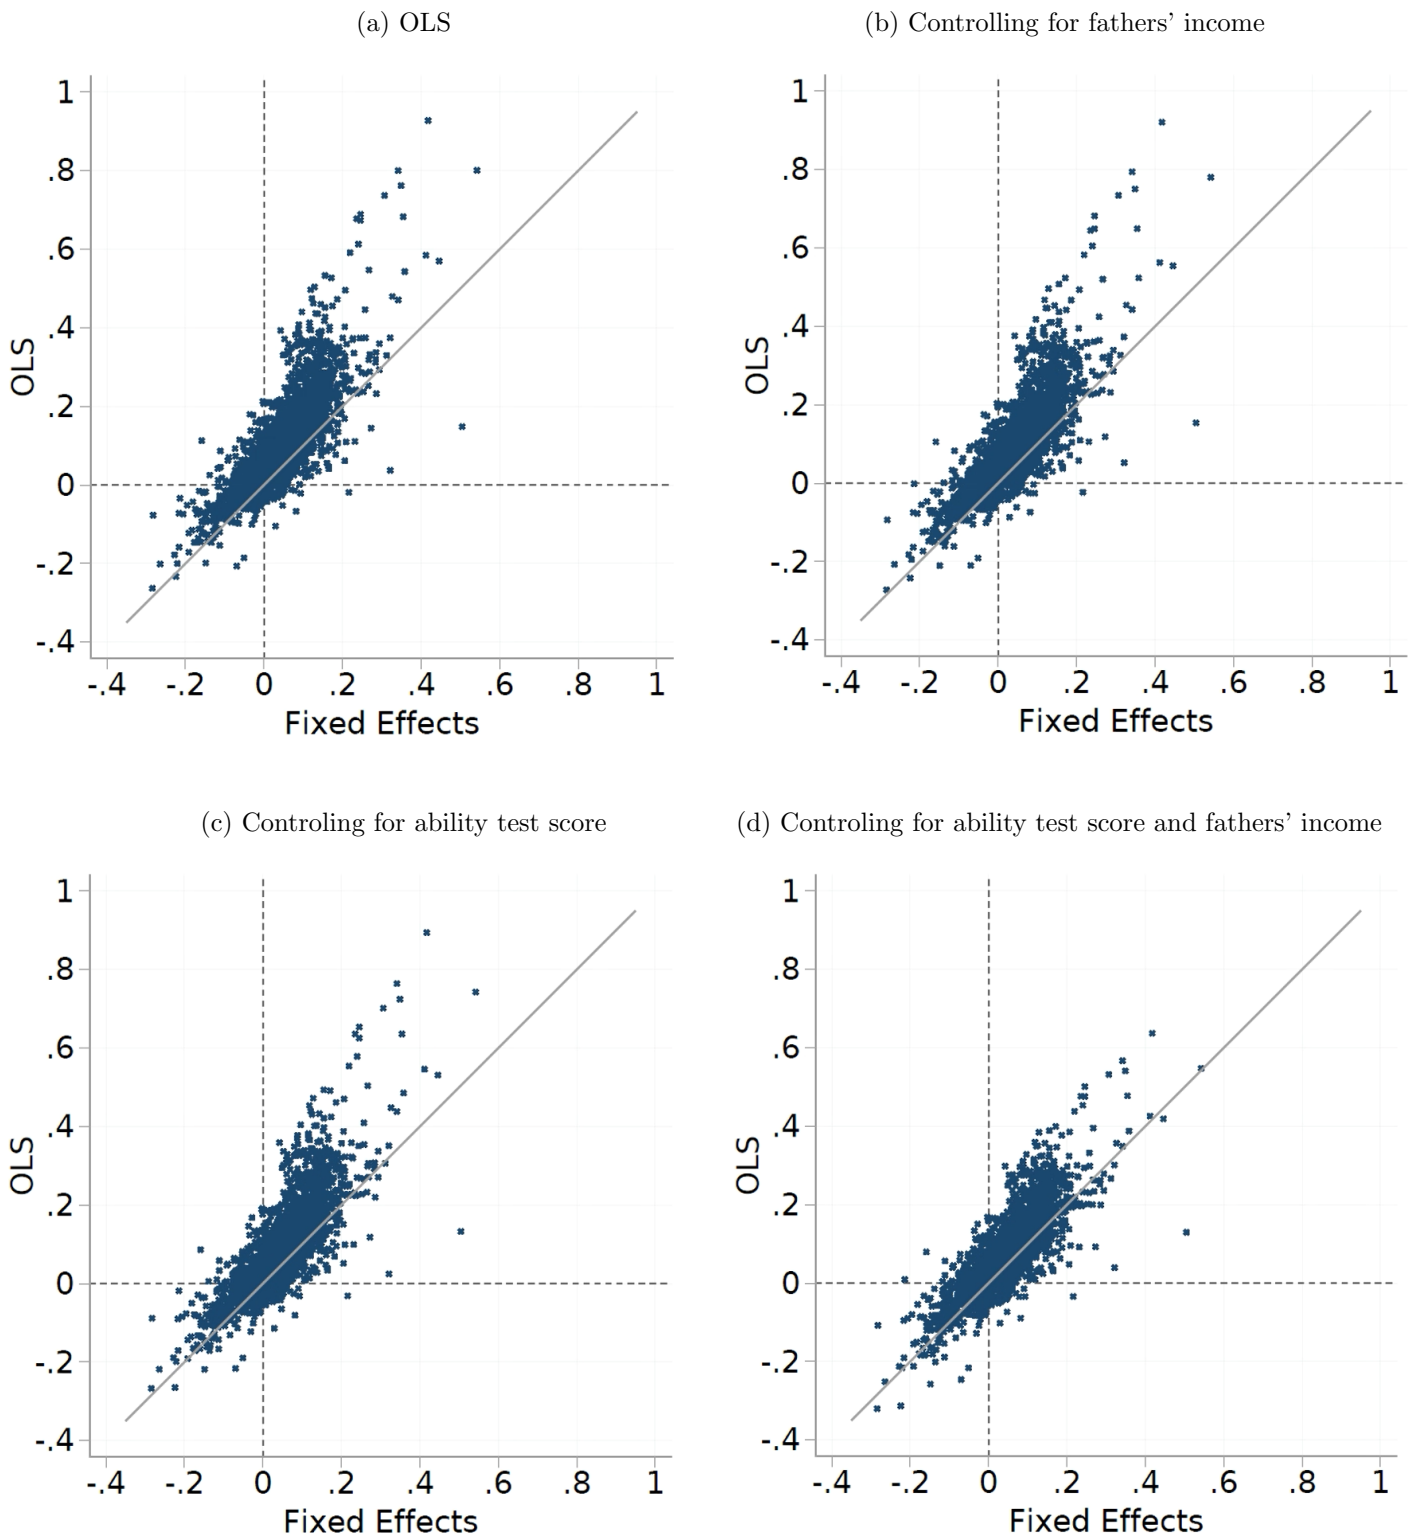 (a) OLS
(b) Controlling for fathers' income
1
.8
.6
.4
.2
0
-.2
-.4
OLS
-.4 -.2 0 .2 .4 .6 .8 1
Fixed Effects
1
.8
.6
.4
.2
0
-.2
-.4
OLS
-.4 -.2 0 .2 .4 .6 .8 1
Fixed Effects
(c) Controling for ability test score
(d) Controling for ability test score and fathers' income
1
.8
.6
.4
.2
0
-.2
-.4
OLS
-.4 -.2 0 .2 .4 .6 .8 1
Fixed Effects
1
.8
.6
.4
.2
0
-.2
-.4
OLS
-.4 -.2 0 .2 .4 .6 .8 1
Fixed Effects